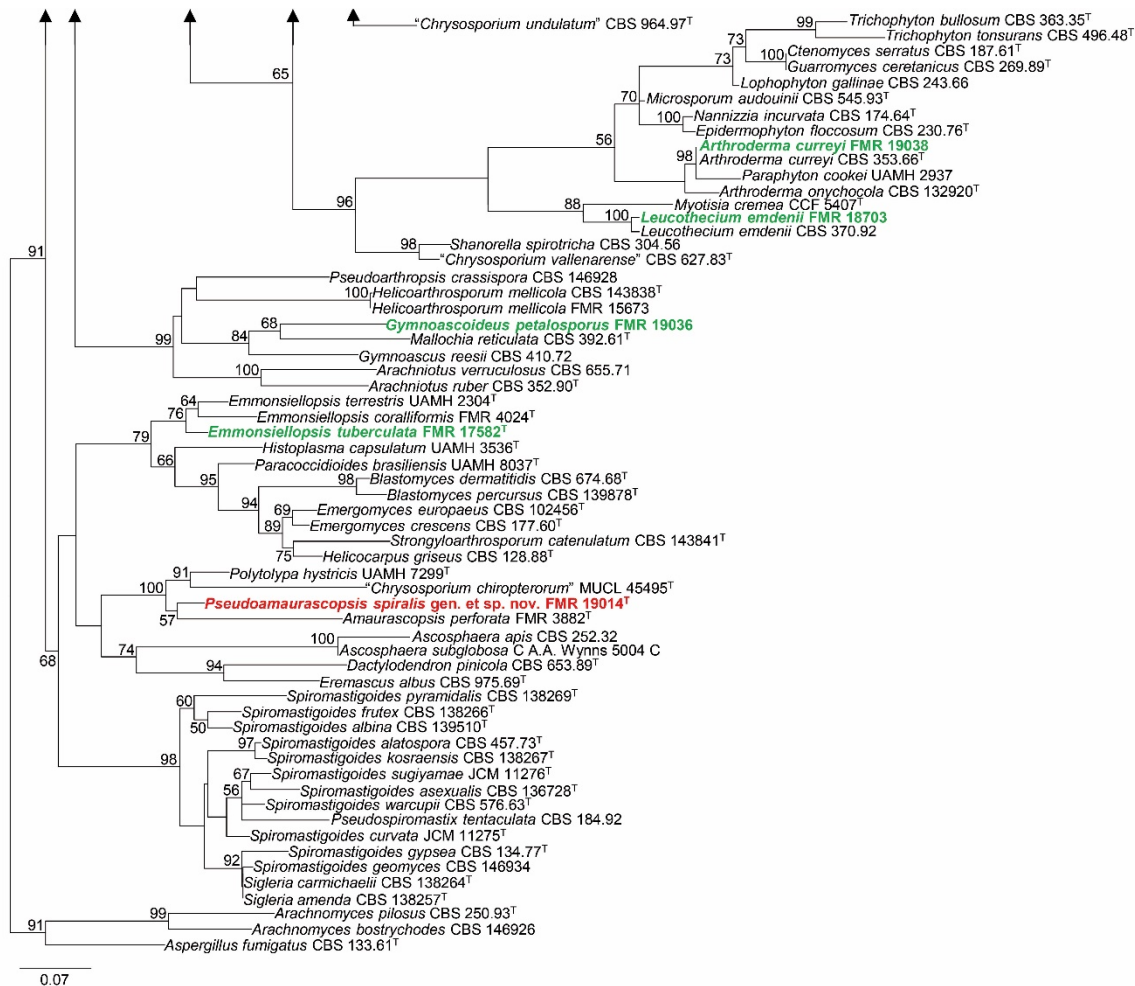 "Chrysosporium undulatum" CBS 964.97ᵀ
65
99 Trichophyton bullosum CBS 363.35ᵀ
Trichophyton tonsurans CBS 496.48ᵀ
73
73
100 Ctenomyces serratus CBS 187.61ᵀ
Guarromyces ceretanicus CBS 269.89ᵀ
Lophophyton gallinae CBS 243.66
70 Microsporum audouinii CBS 545.93ᵀ
100 Nannizzia incurvata CBS 174.64ᵀ
Epidermophyton floccosum CBS 230.76ᵀ
56
Arthroderma curreyi FMR 19038
98 Arthroderma curreyi CBS 353.66ᵀ
Paraphyton cookei UAMH 2937
Arthroderma onychocola CBS 132920ᵀ
96
88 Myotisia cremea CCF 5407ᵀ
100 Leucothecium emdenii FMR 18703
Leucothecium emdenii CBS 370.92
98 Shanorella spirotricha CBS 304.56
"Chrysosporium vallenarense" CBS 627.83ᵀ
91
Pseudoarthropsis crassispora CBS 146928
100 Helicoarthrosporum mellicola CBS 143838ᵀ
Helicoarthrosporum mellicola FMR 15673
68 Gymnoascoideus petalosporus FMR 19036
Mallochia reticulata CBS 392.61ᵀ
99
84
Gymnoascus reesii CBS 410.72
100 Arachniotus verruculosus CBS 655.71
Arachniotus ruber CBS 352.90ᵀ
64 Emmonsiellopsis terrestris UAMH 2304ᵀ
76 Emmonsiellopsis coralliformis FMR 4024ᵀ
Emmonsiellopsis tuberculata FMR 17582ᵀ
79
Histoplasma capsulatum UAMH 3536ᵀ
66
Paracoccidioides brasiliensis UAMH 8037ᵀ
95
98 Blastomyces dermatitidis CBS 674.68ᵀ
Blastomyces percursus CBS 139878ᵀ
94
69 Emergomyces europaeus CBS 102456ᵀ
89 Emergomyces crescens CBS 177.60ᵀ
Strongyloarthrosporum catenulatum CBS 143841ᵀ
75 Helicocarpus griseus CBS 128.88ᵀ
91 Polytolypa hystricis UAMH 7299ᵀ
100
"Chrysosporium chiropterorum" MUCL 45495ᵀ
Pseudoamaurascopsis spiralis gen. et sp. nov. FMR 19014ᵀ
57
Amaurascopsis perforata FMR 3882ᵀ
100 Ascosphaera apis CBS 252.32
74
Ascosphaera subglobosa C A.A. Wynns 5004 C
68
94 Dactylodendron pinicola CBS 653.89ᵀ
Eremascus albus CBS 975.69ᵀ
60 Spiromastigoides pyramidalis CBS 138269ᵀ
Spiromastigoides frutex CBS 138266ᵀ
50 Spiromastigoides albina CBS 139510ᵀ
97 Spiromastigoides alatospora CBS 457.73ᵀ
98
Spiromastigoides kosraensis CBS 138267ᵀ
67 Spiromastigoides sugiyamae JCM 11276ᵀ
56 Spiromastigoides asexualis CBS 136728ᵀ
Spiromastigoides warcupii CBS 576.63ᵀ
Pseudospiromastix tentaculata CBS 184.92
Spiromastigoides curvata JCM 11275ᵀ
92 Spiromastigoides gypsea CBS 134.77ᵀ
Spiromastigoides geomyces CBS 146934
Sigleria carmichaelii CBS 138264ᵀ
Sigleria amenda CBS 138257ᵀ
99 Arachnomyces pilosus CBS 250.93ᵀ
91
Arachnomyces bostrychodes CBS 146926
Aspergillus fumigatus CBS 133.61ᵀ
0.07